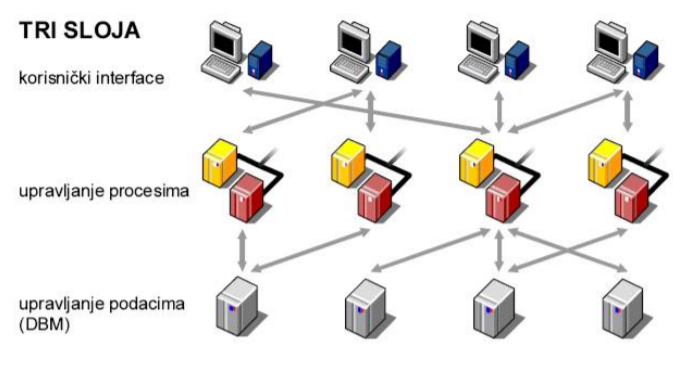 TRI SLOJA
korisnički interface
upravljanje procesima
upravljanje podacima
(DBM)